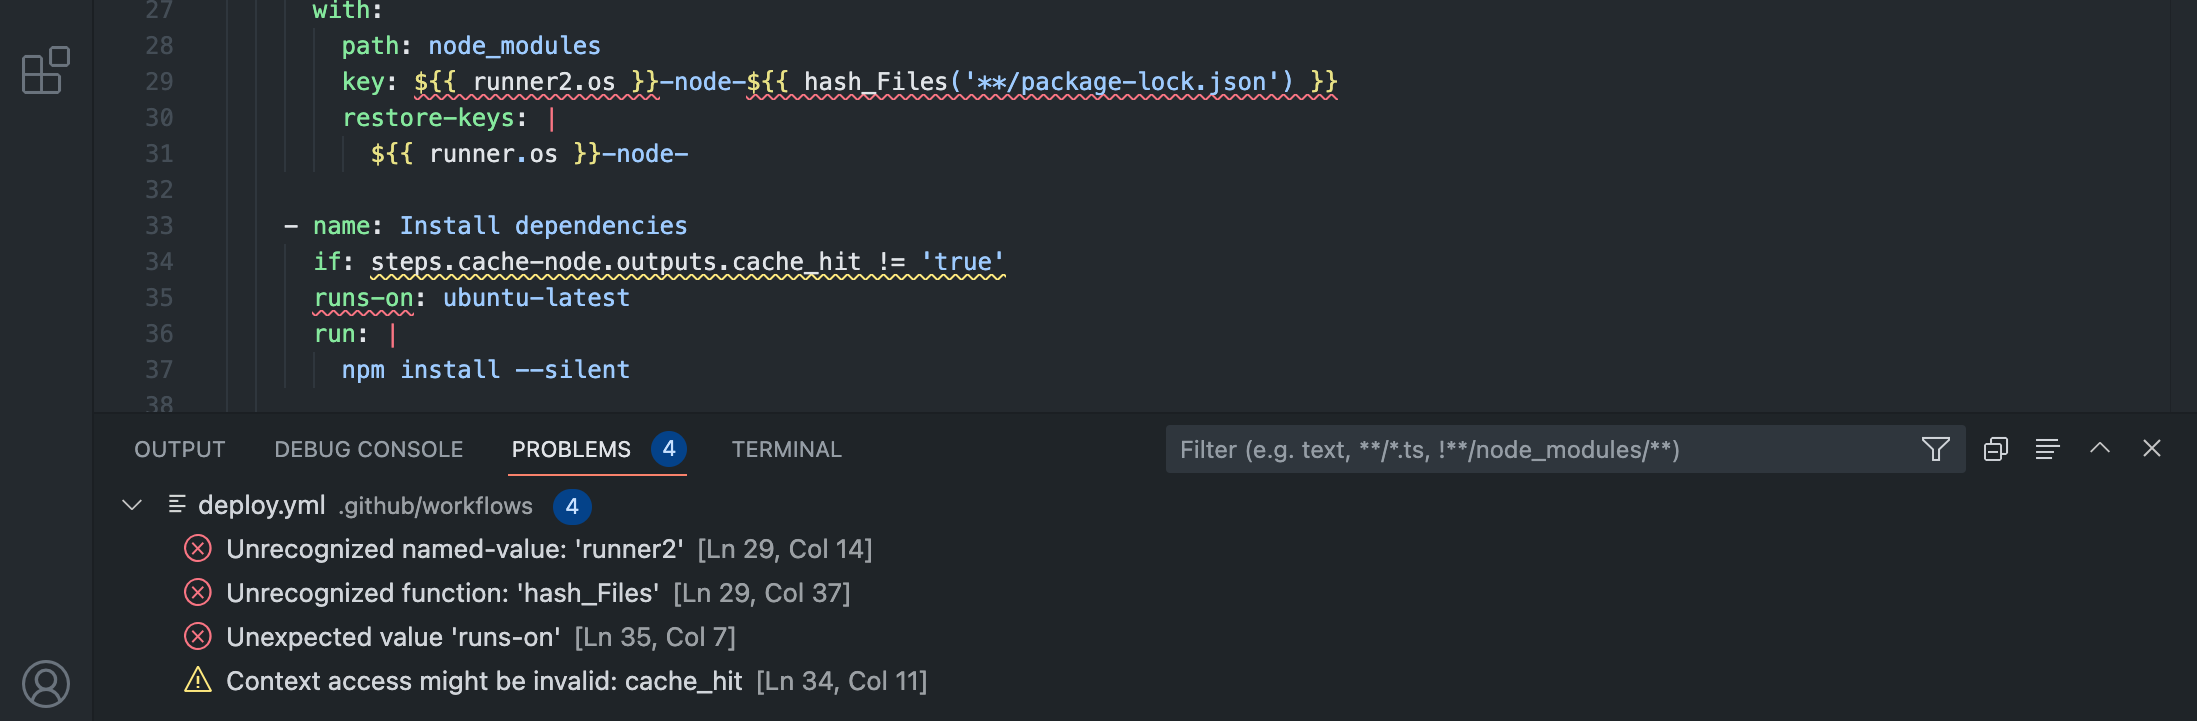 27 with:
28 path: node_modules
29 key: ${{ runner2.os }}-node-${{ hash_Files('**/package-lock.json') }}
30 restore-keys: |
31 ${{ runner.os }}-node-
32
33 - name: Install dependencies
34 if: steps.cache-node.outputs.cache_hit != 'true'
35 runs-on: ubuntu-latest
36 run: |
37 npm install --silent
38
OUTPUT DEBUG CONSOLE PROBLEMS 4 TERMINAL Filter (e.g. text, **/*.ts, !**/node_modules/**)
deploy.yml .github/workflows 4
Unrecognized named-value: 'runner2' [Ln 29, Col 14]
Unrecognized function: 'hash_Files' [Ln 29, Col 37]
Unexpected value 'runs-on' [Ln 35, Col 7]
Context access might be invalid: cache_hit [Ln 34, Col 11]